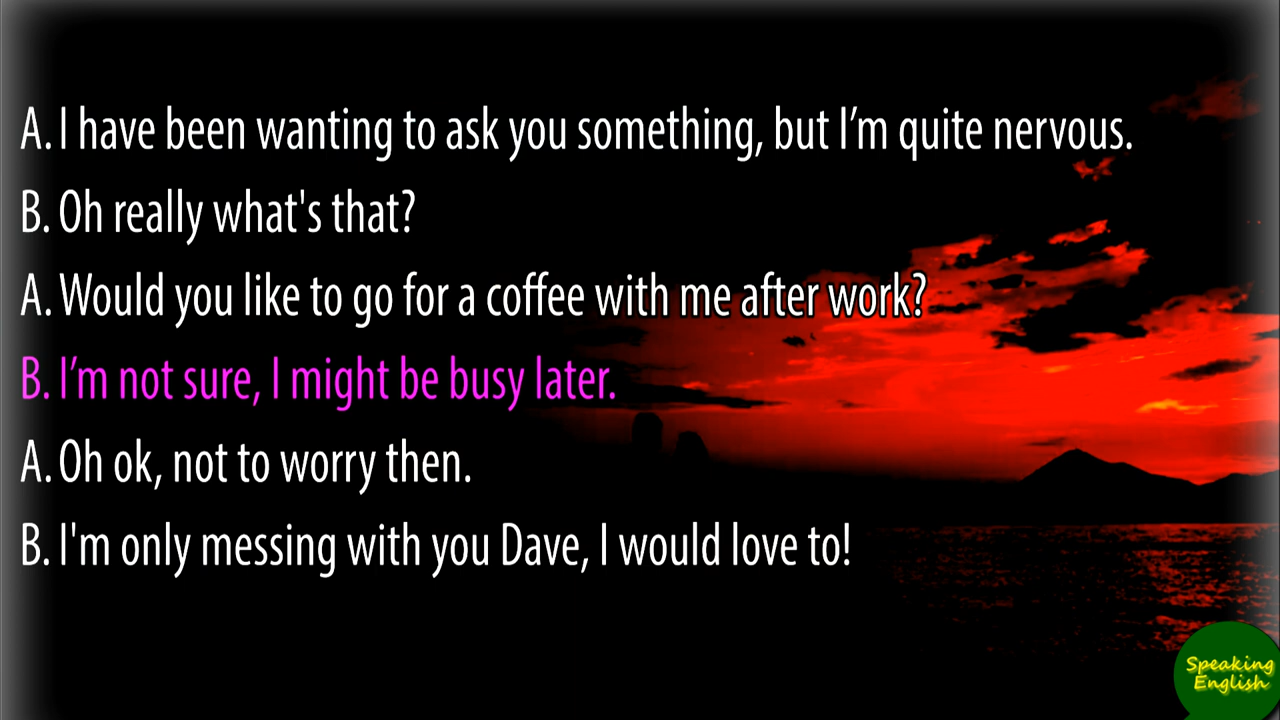 A. I have been wanting to ask you something, but I’m quite nervous.
B. Oh really what's that?
A. Would you like to go for a coffee with me after work?
B. I’m not sure, I might be busy later.
A. Oh ok, not to worry then.
B. I'm only messing with you Dave, I would love to!
Speaking
English